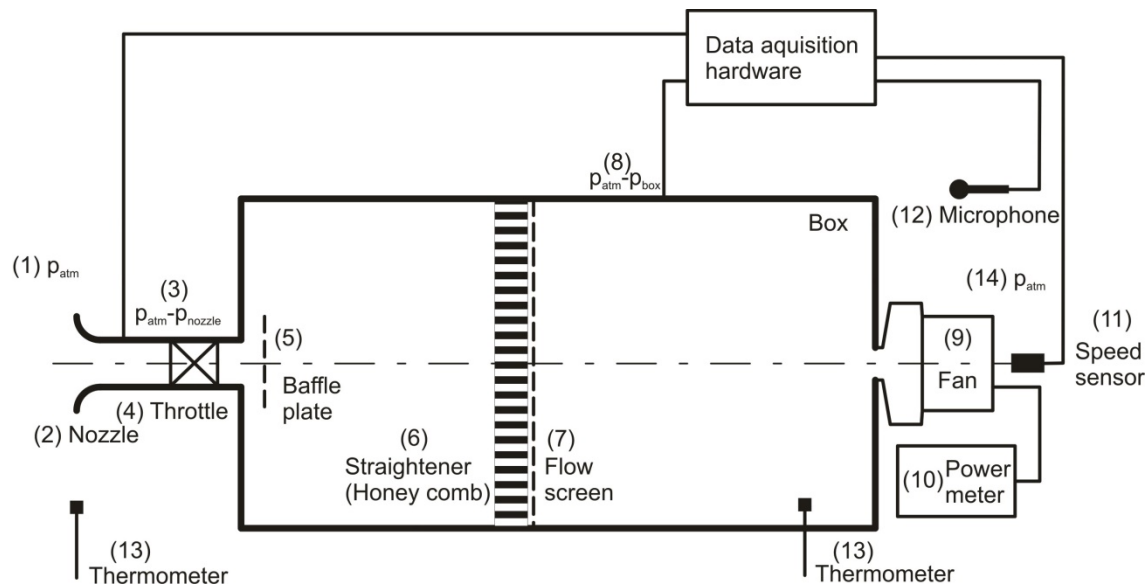 Data aquisition
hardware
(8)
patm-pbox
Box
(12) Microphone
(1) patm
(3)
patm-pnozzle
(14) patm
(11)
Speed
sensor
(5)
Baffle
plate
(9)
Fan
(4) Throttle
(2) Nozzle
(6)
Straightener
(Honey comb)
(7)
Flow
screen
(10) Power
meter
(13)
Thermometer
(13)
Thermometer